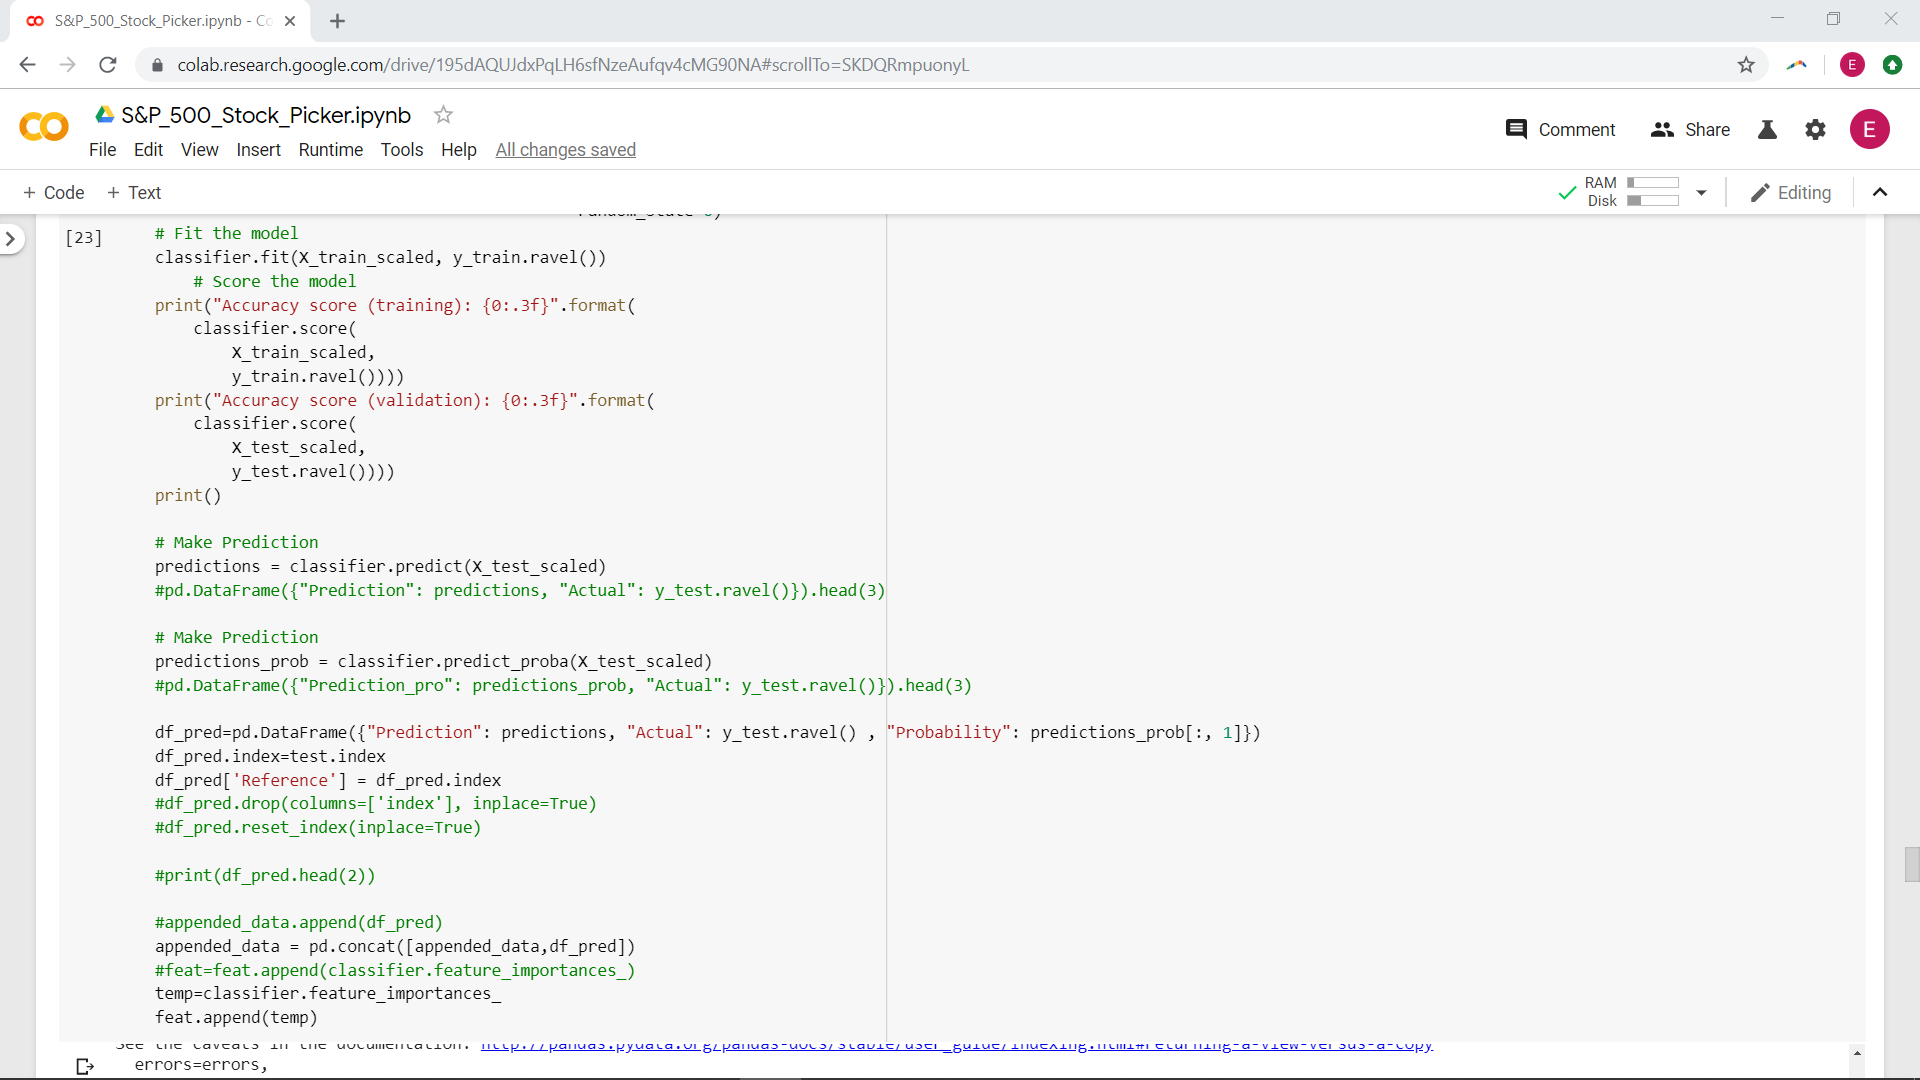 S&P_500_Stock_Picker.ipynb - Co
colab.research.google.com/drive/195dAQUJdxPqLH6sfNzeAufqv4cMG90NA#scrollTo=SKDQRmpuonyL
E
S&P_500_Stock_Picker.ipynb
Comment
Share
E
File Edit View Insert Runtime Tools Help All changes saved
+ Code + Text
RAM
Disk
Editing
[23]
# Fit the model
classifier.fit(X_train_scaled, y_train.ravel())
    # Score the model
print("Accuracy score (training): {0:.3f}".format(
    classifier.score(
        X_train_scaled,
        y_train.ravel())))
print("Accuracy score (validation): {0:.3f}".format(
    classifier.score(
        X_test_scaled,
        y_test.ravel())))
print()
# Make Prediction
predictions = classifier.predict(X_test_scaled)
#pd.DataFrame({"Prediction": predictions, "Actual": y_test.ravel()}).head(3)
# Make Prediction
predictions_prob = classifier.predict_proba(X_test_scaled)
#pd.DataFrame({"Prediction_pro": predictions_prob, "Actual": y_test.ravel()}).head(3)
df_pred=pd.DataFrame({"Prediction": predictions, "Actual": y_test.ravel() , "Probability": predictions_prob[:, 1]})
df_pred.index=test.index
df_pred['Reference'] = df_pred.index
#df_pred.drop(columns=['index'], inplace=True)
#df_pred.reset_index(inplace=True)
#print(df_pred.head(2))
#appended_data.append(df_pred)
appended_data = pd.concat([appended_data,df_pred])
#feat=feat.append(classifier.feature_importances_)
temp=classifier.feature_importances_
feat.append(temp)
See the caveats in the documentation: http://pandas.pydata.org/pandas-docs/stable/user_guide/indexing.html#returning-a-view-versus-a-copy
errors=errors,